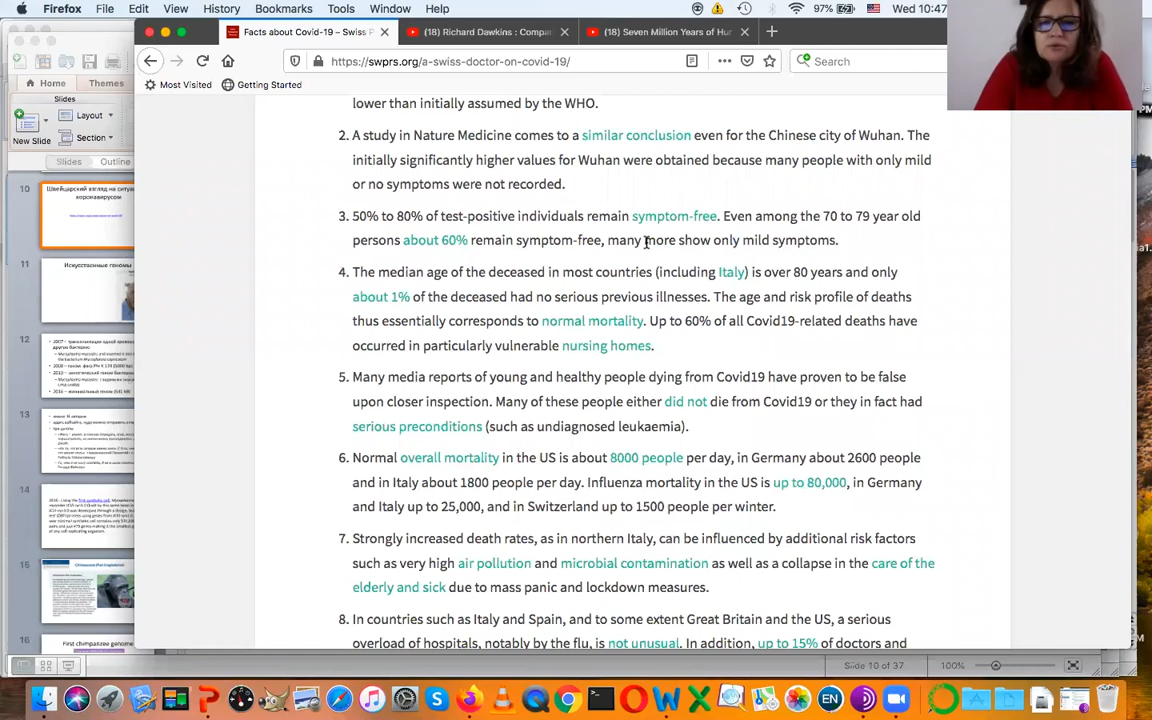 Firefox File Edit View History Bookmarks Tools Window Help
97% Wed 10:47
Facts about Covid-19 – Swiss P
(18) Richard Dawkins : Compa
(18) Seven Million Years of Hu
https://swprs.org/a-swiss-doctor-on-covid-19/
Search
Most Visited Getting Started
Home Themes
Slides
New Slide
Layout
Section
Slides Outline
10
Швейцарский взгляд на ситуа
коронавирусом
11
Искусственные геномы
12
13
14
15
16
First chimpanzee genome
lower than initially assumed by the WHO.
2. A study in Nature Medicine comes to a similar conclusion even for the Chinese city of Wuhan. The
initially significantly higher values for Wuhan were obtained because many people with only mild
or no symptoms were not recorded.
3. 50% to 80% of test-positive individuals remain symptom-free. Even among the 70 to 79 year old
persons about 60% remain symptom-free, many more show only mild symptoms.
4. The median age of the deceased in most countries (including Italy) is over 80 years and only
about 1% of the deceased had no serious previous illnesses. The age and risk profile of deaths
thus essentially corresponds to normal mortality. Up to 60% of all Covid19-related deaths have
occurred in particularly vulnerable nursing homes.
5. Many media reports of young and healthy people dying from Covid19 have proven to be false
upon closer inspection. Many of these people either did not die from Covid19 or they in fact had
serious preconditions (such as undiagnosed leukaemia).
6. Normal overall mortality in the US is about 8000 people per day, in Germany about 2600 people
and in Italy about 1800 people per day. Influenza mortality in the US is up to 80,000, in Germany
and Italy up to 25,000, and in Switzerland up to 1500 people per winter.
7. Strongly increased death rates, as in northern Italy, can be influenced by additional risk factors
such as very high air pollution and microbial contamination as well as a collapse in the care of the
elderly and sick due to mass panic and lockdown measures.
8. In countries such as Italy and Spain, and to some extent Great Britain and the US, a serious
overload of hospitals, notably by the flu, is not unusual. In addition, up to 15% of doctors and
Slide 10 of 37
100%
EN